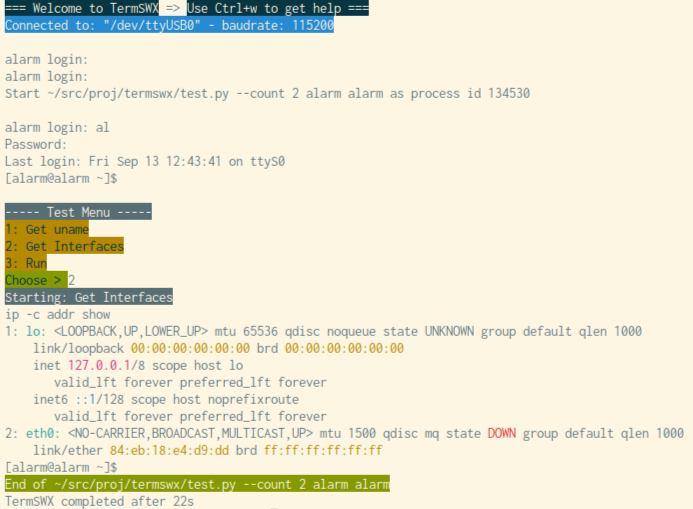 === Welcome to TermSWX => Use Ctrl+w to get help ===
Connected to: "/dev/ttyUSB0" - baudrate: 115200
alarm login:
alarm login:
Start ~/src/proj/termswx/test.py --count 2 alarm alarm as process id 134530
alarm login: al
Password:
Last login: Fri Sep 13 12:43:41 on ttyS0
[alarm@alarm ~]$
----- Test Menu -----
1: Get uname
2: Get Interfaces
3: Run
Choose > 2
Starting: Get Interfaces
ip -c addr show
1: lo: <LOOPBACK,UP,LOWER_UP> mtu 65536 qdisc noqueue state UNKNOWN group default qlen 1000
    link/loopback 00:00:00:00:00:00 brd 00:00:00:00:00:00
    inet 127.0.0.1/8 scope host lo
       valid_lft forever preferred_lft forever
    inet6 ::1/128 scope host noprefixroute
       valid_lft forever preferred_lft forever
2: eth0: <NO-CARRIER,BROADCAST,MULTICAST,UP> mtu 1500 qdisc mq state DOWN group default qlen 1000
    link/ether 84:eb:18:e4:d9:dd brd ff:ff:ff:ff:ff:ff
[alarm@alarm ~]$
End of ~/src/proj/termswx/test.py --count 2 alarm alarm
TermSWX completed after 22s